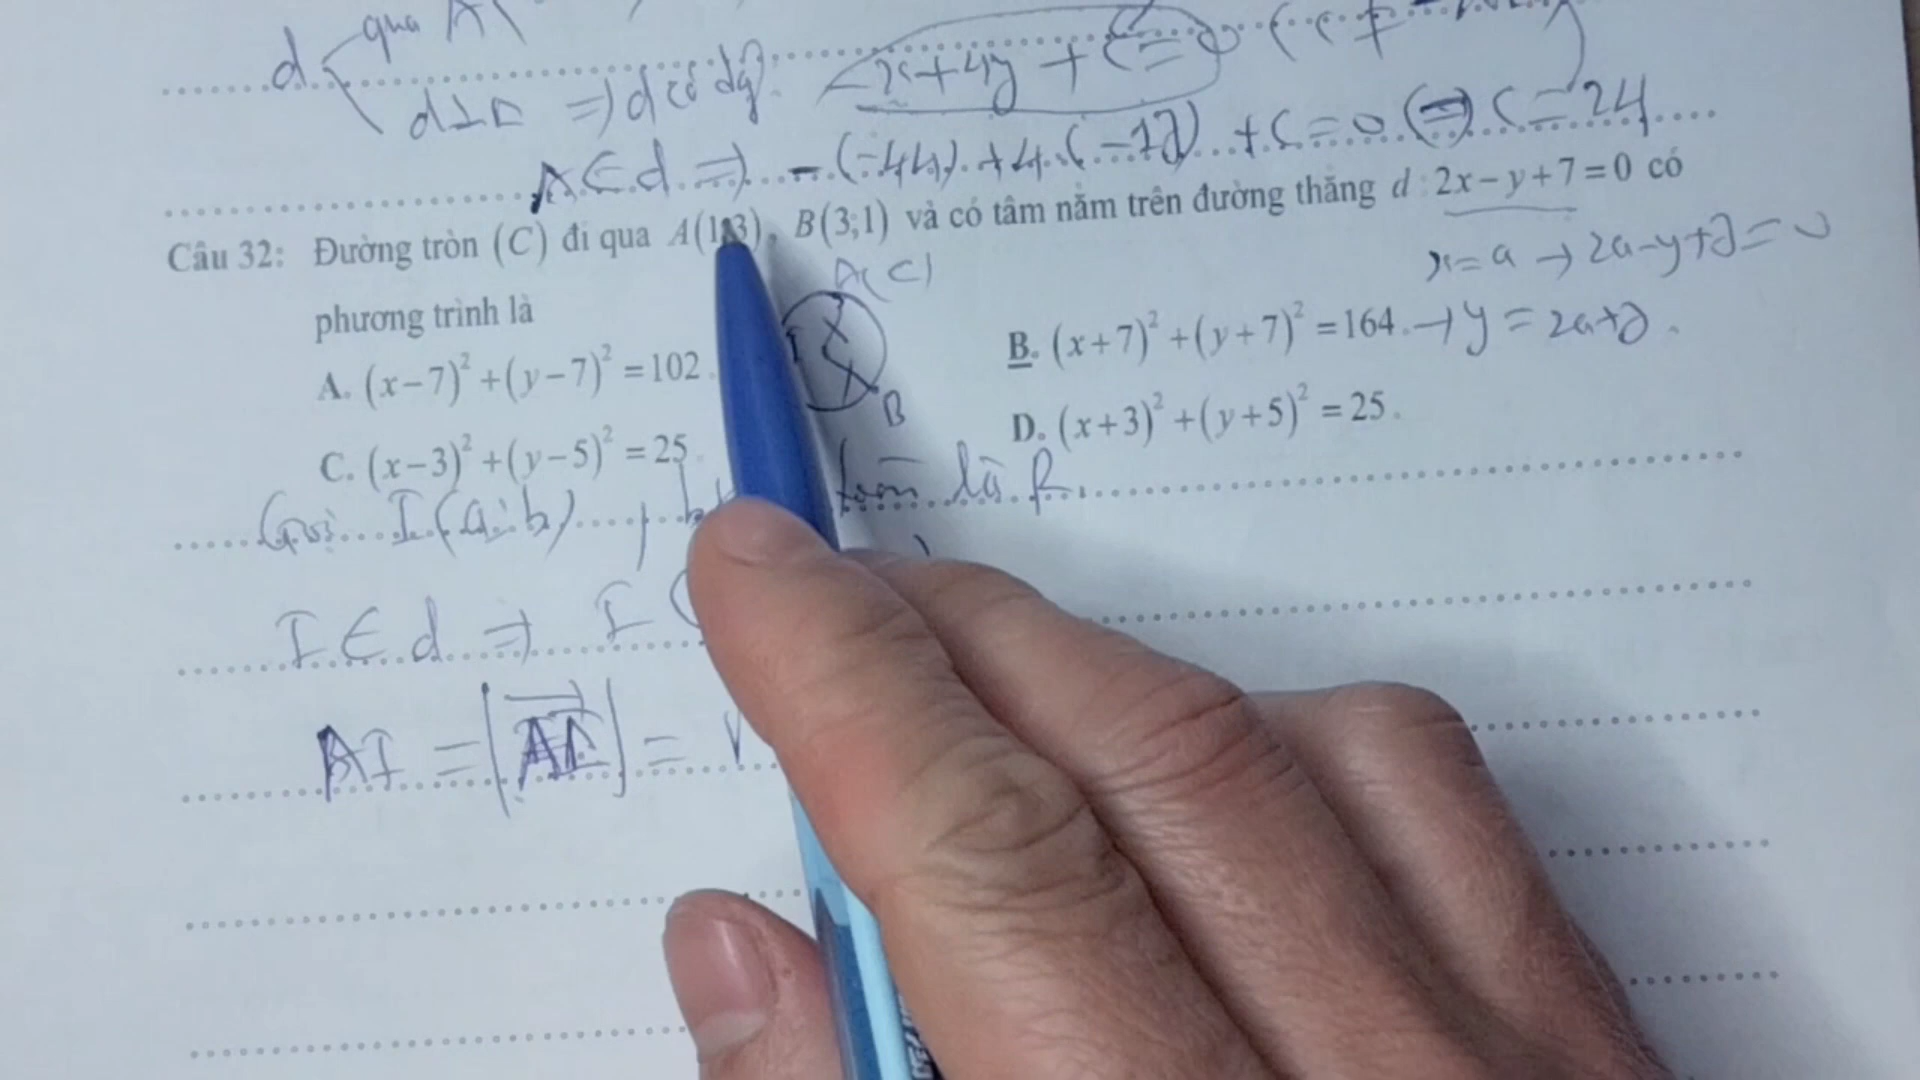 d qua A
d⊥Δ ⇒ d có dạng: -x+4y+C=0 (C≠
A∈d ⇒ -(-44)+4.(-17)+C=0 ⇔ C=24
Câu 32: Đường tròn (C) đi qua A(1;3), B(3;1) và có tâm nằm trên đường thẳng d : 2x-y+7=0 có
phương trình là
x=a → 2a-y+7=0
A (C)
I
B
A. (x-7)²+(y-7)²=102.
B. (x+7)²+(y+7)²=164.
→ y=2a+7.
C. (x-3)²+(y-5)²=25.
D. (x+3)²+(y+5)²=25.
Gọi I(a;b), tròn là R.
I∈d ⇒ I(
AI = |AI| =